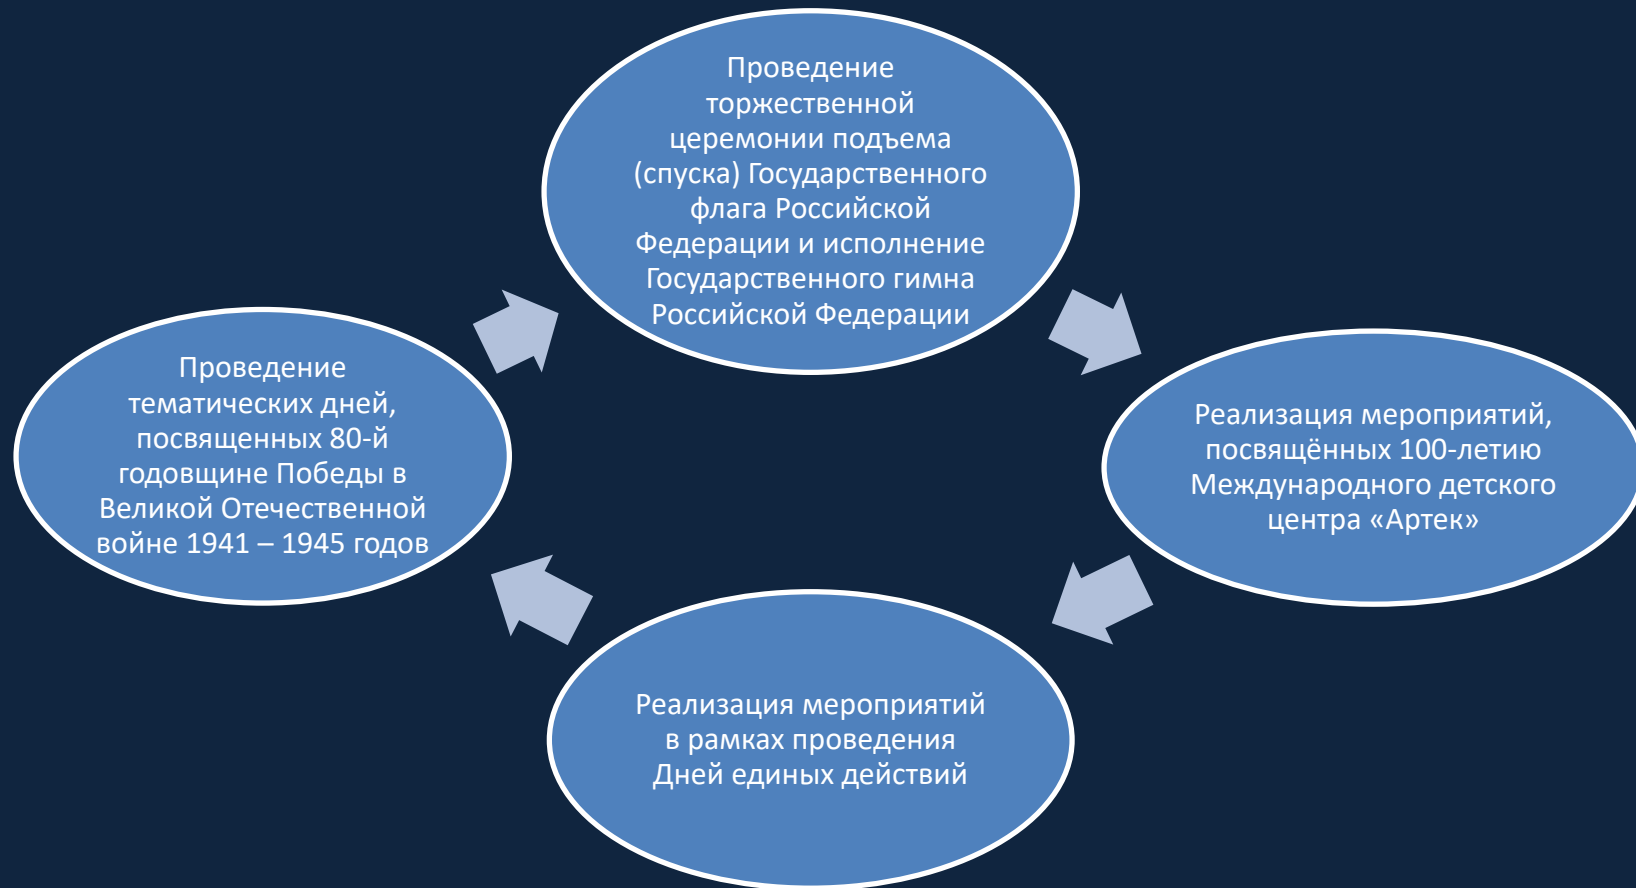 Проведение
торжественной
церемонии подъема
(спуска) Государственного
флага Российской
Федерации и исполнение
Государственного гимна
Российской Федерации
Реализация мероприятий,
посвящённых 100-летию
Международного детского
центра «Артек»
Реализация мероприятий
в рамках проведения
Дней единых действий
Проведение
тематических дней,
посвященных 80-й
годовщине Победы в
Великой Отечественной
войне 1941 – 1945 годов